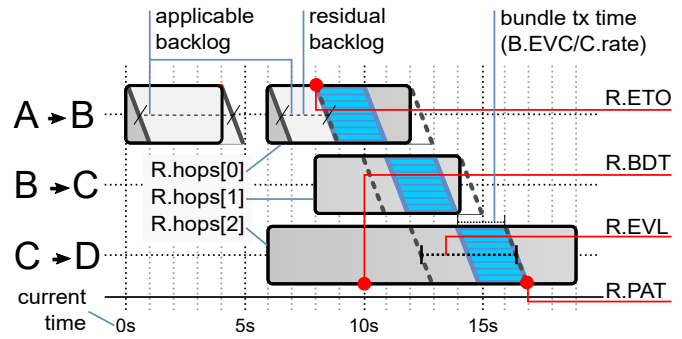 applicable
backlog
residual
backlog
bundle tx time
(B.EVC/C.rate)
A → B
R.ETO
R.hops[0]
R.BDT
B → C
R.hops[1]
R.hops[2]
R.EVL
C → D
R.PAT
current
time
0s
5s
10s
15s